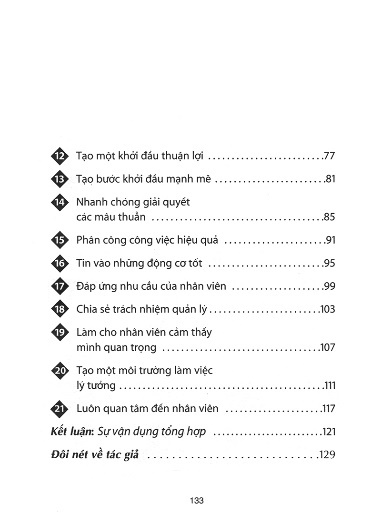 12 Tạo một khởi đầu thuận lợi ........................77
13 Tạo bước khởi đầu mạnh mẽ .......................81
14 Nhanh chóng giải quyết
các mâu thuẫn ....................................85
15 Phân công công việc hiệu quả .....................91
16 Tin vào những động cơ tốt ........................95
17 Đáp ứng nhu cầu của nhân viên ...................99
18 Chia sẻ trách nhiệm quản lý ......................103
19 Làm cho nhân viên cảm thấy
mình quan trọng .................................107
20 Tạo một môi trường làm việc
lý tưởng .........................................111
21 Luôn quan tâm đến nhân viên ....................117
Kết luận: Sự vận dụng tổng hợp ......................121
Đôi nét về tác giả ............................129
133